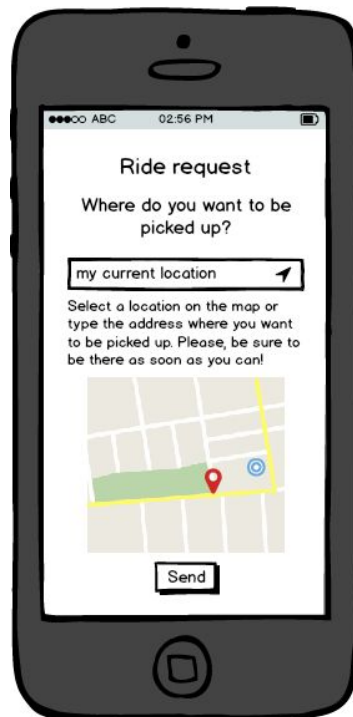 ABC 02:56 PM
Ride request
Where do you want to be
picked up?
my current location
Select a location on the map or
type the address where you want
to be picked up. Please, be sure to
be there as soon as you can!
Send